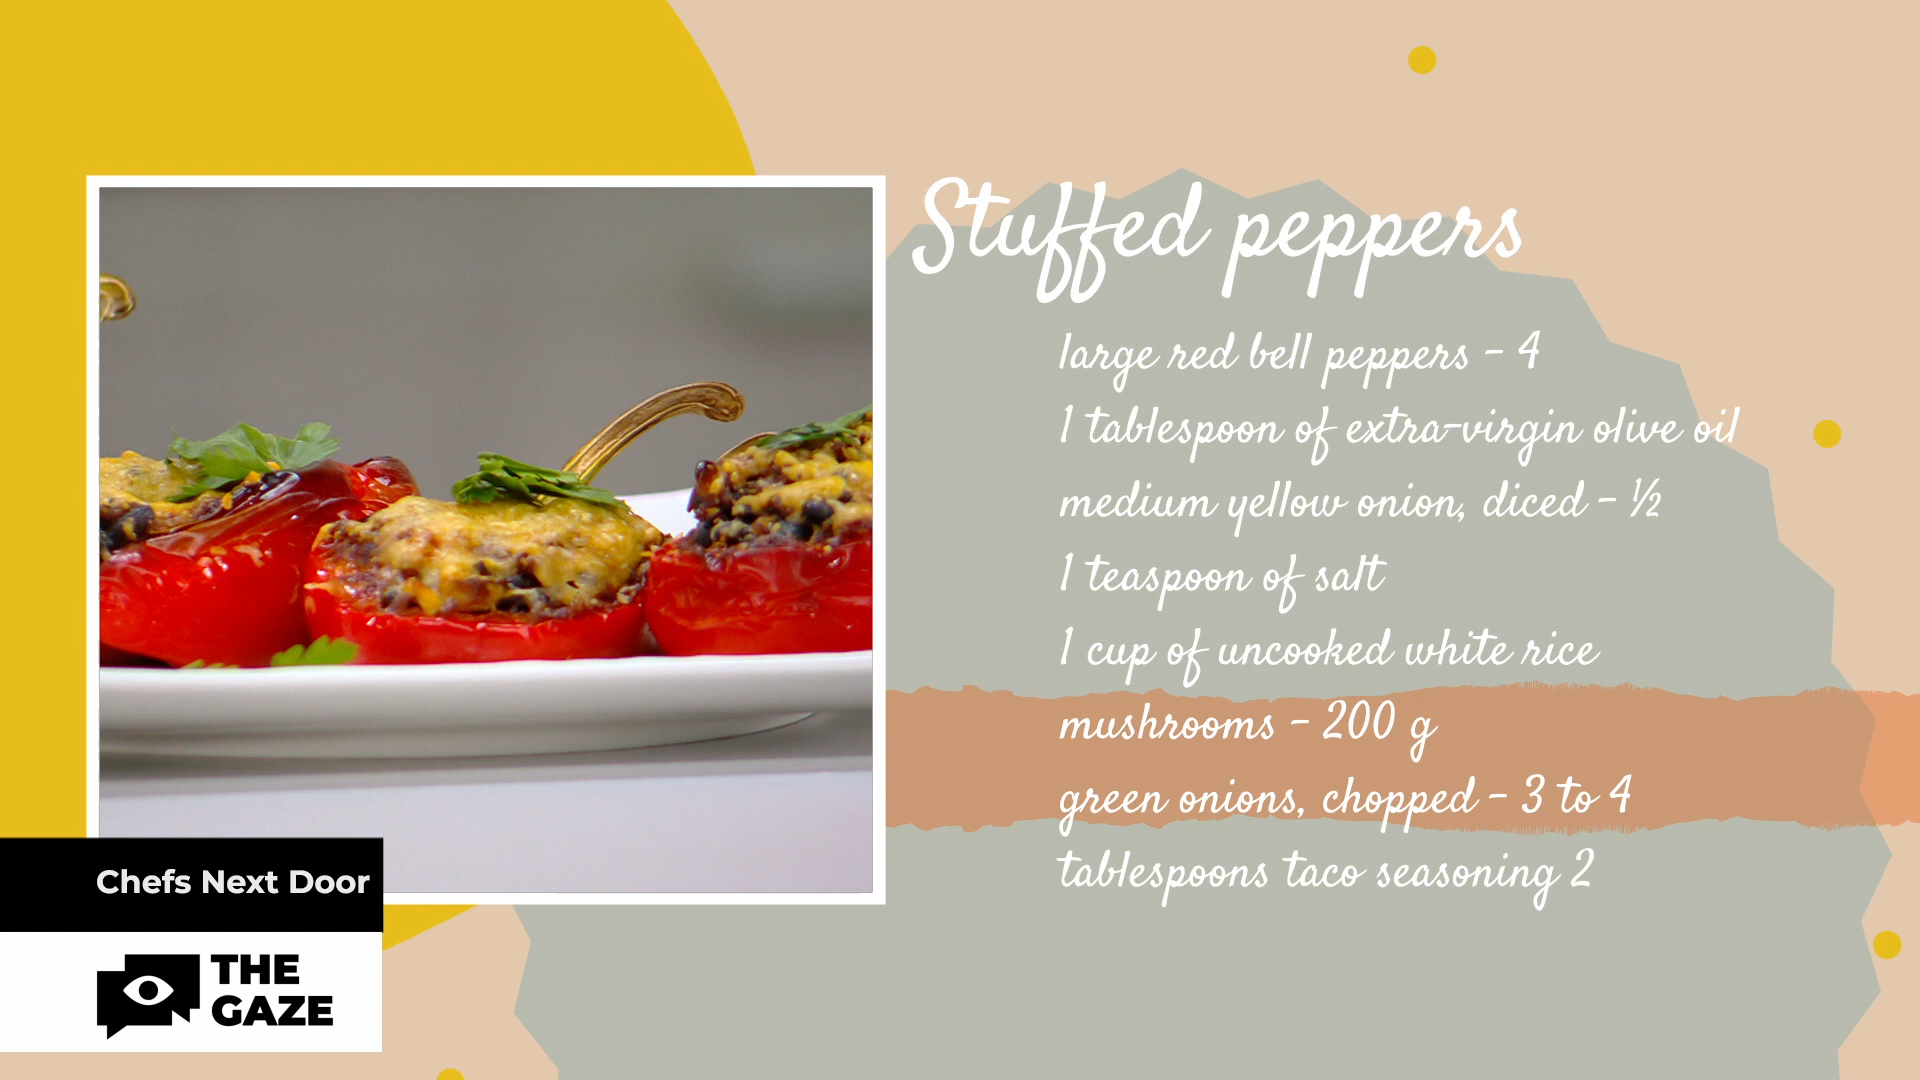 Stuffed peppers
large red bell peppers - 4
1 tablespoon of extra-virgin olive oil
medium yellow onion, diced - ½
1 teaspoon of salt
1 cup of uncooked white rice
mushrooms - 200 g
green onions, chopped - 3 to 4
tablespoons taco seasoning 2
Chefs Next Door
THE
GAZE